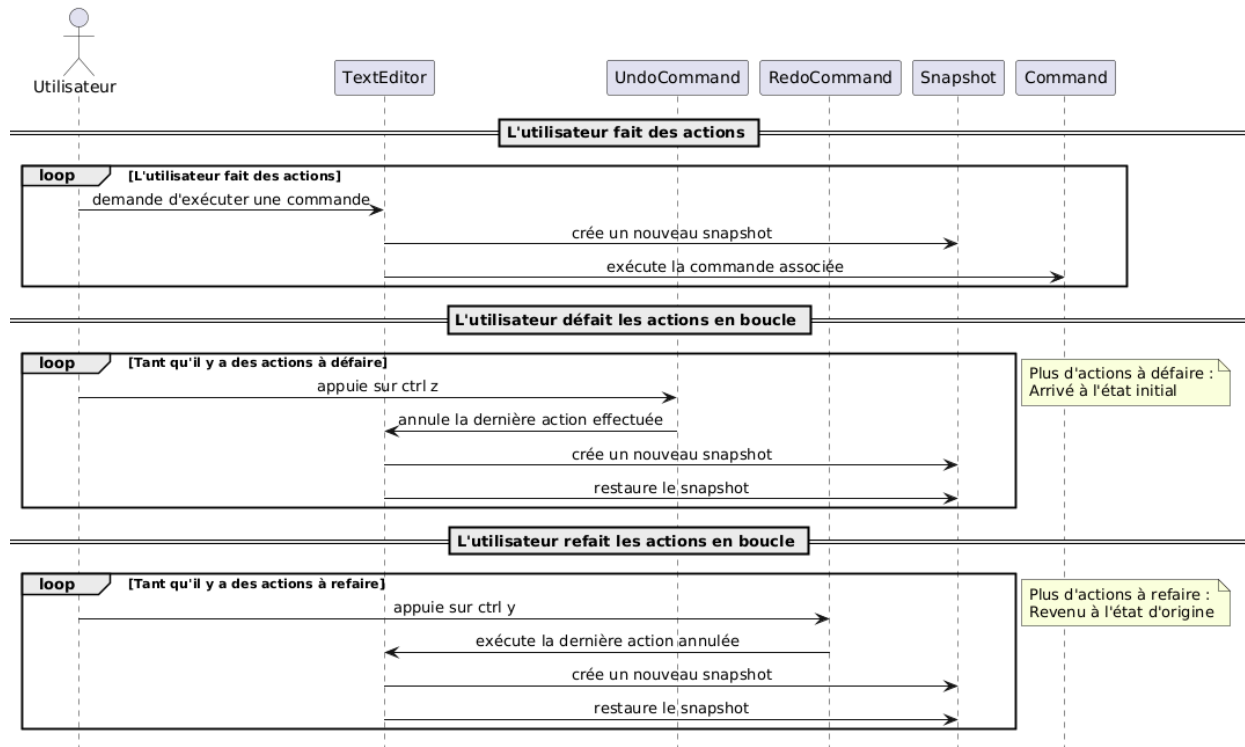 Utilisateur
TextEditor
UndoCommand
RedoCommand
Snapshot
Command
L'utilisateur fait des actions
loop
[L'utilisateur fait des actions]
demande d'exécuter une commande
crée un nouveau snapshot
exécute la commande associée
L'utilisateur défait les actions en boucle
loop
[Tant qu'il y a des actions à défaire]
Plus d'actions à défaire :
Arrivé à l'état initial
appuie sur ctrl z
annule la dernière action effectuée
crée un nouveau snapshot
restaure le snapshot
L'utilisateur refait les actions en boucle
loop
[Tant qu'il y a des actions à refaire]
Plus d'actions à refaire :
Revenu à l'état d'origine
appuie sur ctrl y
exécute la dernière action annulée
crée un nouveau snapshot
restaure le snapshot